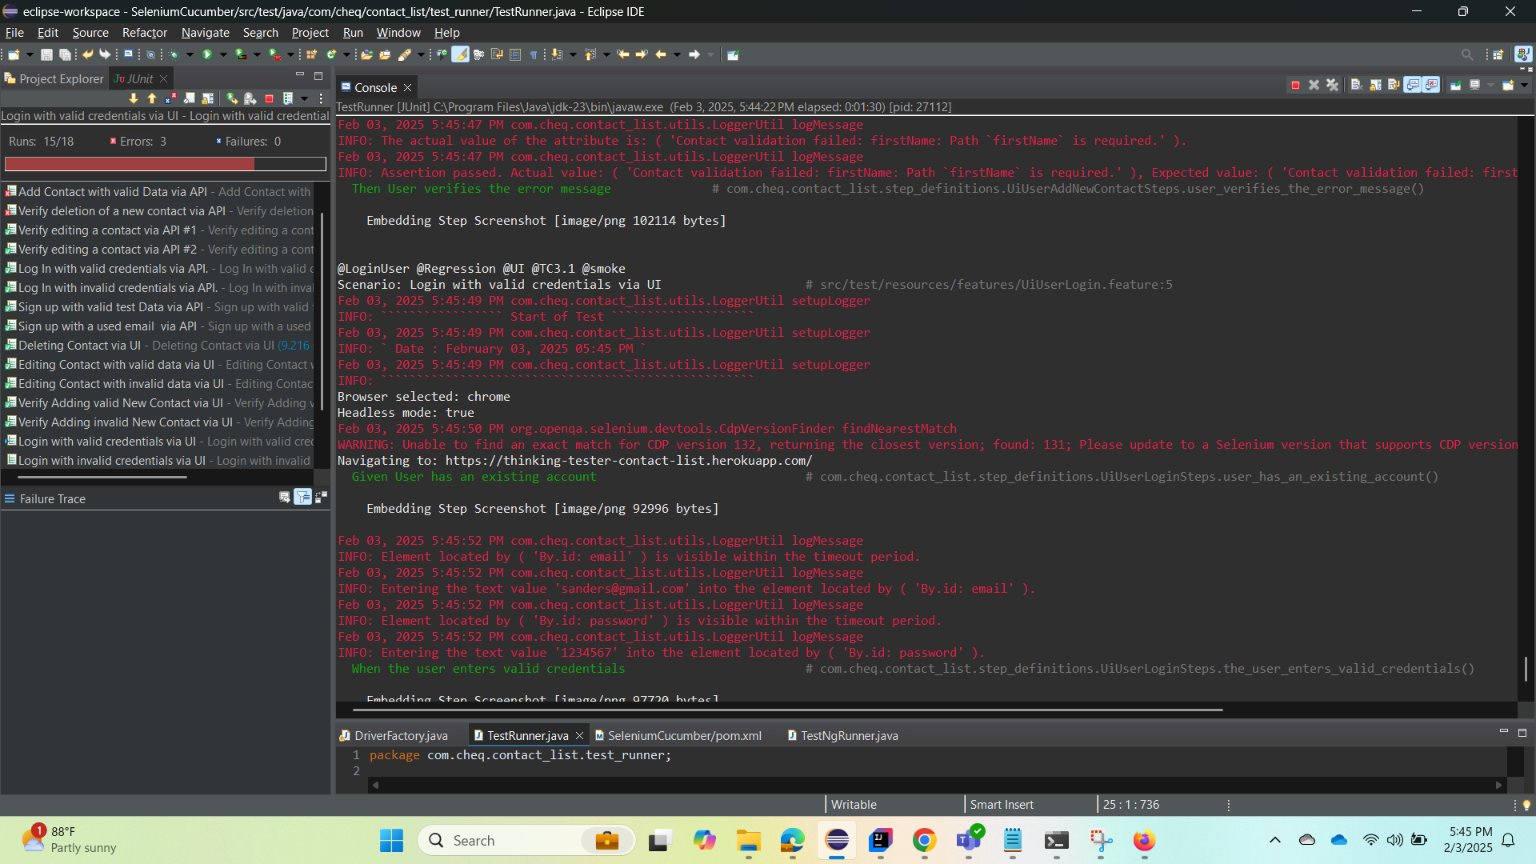 eclipse-workspace - SeleniumCucumber/src/test/java/com/cheq/contact_list/test_runner/TestRunner.java - Eclipse IDE
File Edit Source Refactor Navigate Search Project Run Window Help
Project Explorer JUnit
Login with valid credentials via UI - Login with valid credential
Runs: 15/18 Errors: 3 Failures: 0
Add Contact with valid Data via API - Add Contact with
Verify deletion of a new contact via API - Verify deletion
Verify editing a contact via API #1 - Verify editing a cont
Verify editing a contact via API #2 - Verify editing a cont
Log In with valid credentials via API. - Log In with valid c
Log In with invalid credentials via API. - Log In with inva
Sign up with valid test Data via API - Sign up with valid
Sign up with a used email  via API - Sign up with a used
Deleting Contact via UI - Deleting Contact via UI (9.216
Editing Contact with valid data via UI - Editing Contact v
Editing Contact with invalid data via UI - Editing Contac
Verify Adding valid New Contact via UI - Verify Adding v
Verify Adding invalid New Contact via UI - Verify Adding
Login with valid credentials via UI - Login with valid cred
Login with invalid credentials via UI - Login with invalid
Failure Trace
Console
TestRunner [JUnit] C:\Program Files\Java\jdk-23\bin\javaw.exe (Feb 3, 2025, 5:44:22 PM elapsed: 0:01:30) [pid: 27112]
Feb 03, 2025 5:45:47 PM com.cheq.contact_list.utils.LoggerUtil logMessage
INFO: The actual value of the attribute is: ( 'Contact validation failed: firstName: Path `firstName` is required.' ).
Feb 03, 2025 5:45:47 PM com.cheq.contact_list.utils.LoggerUtil logMessage
INFO: Assertion passed. Actual value: ( 'Contact validation failed: firstName: Path `firstName` is required.' ), Expected value: ( 'Contact validation failed: first
Then User verifies the error message # com.cheq.contact_list.step_definitions.UiUserAddNewContactSteps.user_verifies_the_error_message()
Embedding Step Screenshot [image/png 102114 bytes]
@LoginUser @Regression @UI @TC3.1 @smoke
Scenario: Login with valid credentials via UI # src/test/resources/features/UiUserLogin.feature:5
Feb 03, 2025 5:45:49 PM com.cheq.contact_list.utils.LoggerUtil setupLogger
INFO: ````````````````` Start of Test ````````````````````
Feb 03, 2025 5:45:49 PM com.cheq.contact_list.utils.LoggerUtil setupLogger
INFO: ` Date : February 03, 2025 05:45 PM `
Feb 03, 2025 5:45:49 PM com.cheq.contact_list.utils.LoggerUtil setupLogger
INFO: ````````````````````````````````````````````````````
Browser selected: chrome
Headless mode: true
Feb 03, 2025 5:45:50 PM org.openqa.selenium.devtools.CdpVersionFinder findNearestMatch
WARNING: Unable to find an exact match for CDP version 132, returning the closest version; found: 131; Please update to a Selenium version that supports CDP version
Navigating to: https://thinking-tester-contact-list.herokuapp.com/
Given User has an existing account # com.cheq.contact_list.step_definitions.UiUserLoginSteps.user_has_an_existing_account()
Embedding Step Screenshot [image/png 92996 bytes]
Feb 03, 2025 5:45:52 PM com.cheq.contact_list.utils.LoggerUtil logMessage
INFO: Element located by ( 'By.id: email' ) is visible within the timeout period.
Feb 03, 2025 5:45:52 PM com.cheq.contact_list.utils.LoggerUtil logMessage
INFO: Entering the text value 'sanders@gmail.com' into the element located by ( 'By.id: email' ).
Feb 03, 2025 5:45:52 PM com.cheq.contact_list.utils.LoggerUtil logMessage
INFO: Element located by ( 'By.id: password' ) is visible within the timeout period.
Feb 03, 2025 5:45:52 PM com.cheq.contact_list.utils.LoggerUtil logMessage
INFO: Entering the text value '1234567' into the element located by ( 'By.id: password' ).
When the user enters valid credentials # com.cheq.contact_list.step_definitions.UiUserLoginSteps.the_user_enters_valid_credentials()
Embedding Step Screenshot [image/png 97720 bytes]
DriverFactory.java TestRunner.java SeleniumCucumber/pom.xml TestNgRunner.java
1 package com.cheq.contact_list.test_runner;
2
Writable Smart Insert 25 : 1 : 736
1 88°F
Partly sunny
Search
5:45 PM
2/3/2025